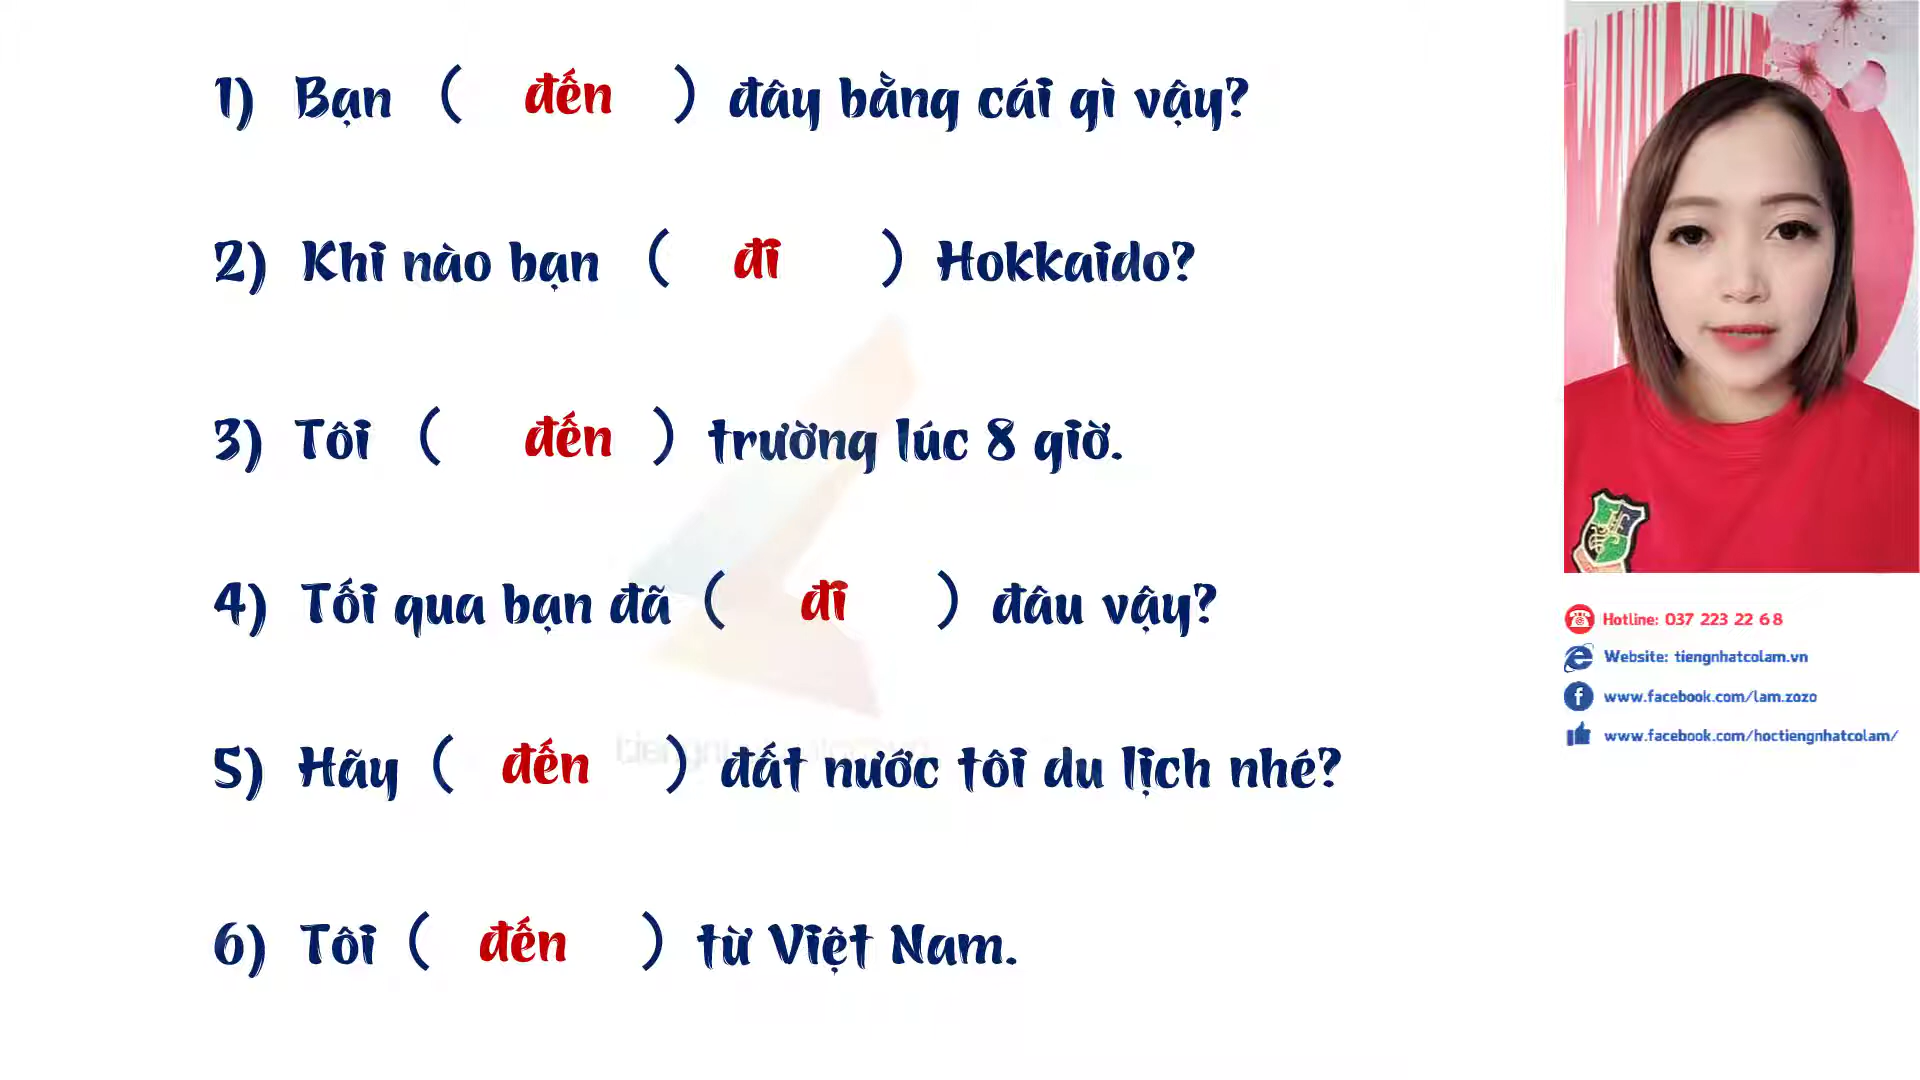 1) Bạn ( đến ) đây bằng cái gì vậy?
2) Khi nào bạn ( đi ) Hokkaido?
3) Tôi ( đến ) trường lúc 8 giờ.
4) Tối qua bạn đã ( đi ) đâu vậy?
5) Hãy ( đến ) đất nước tôi du lịch nhé?
6) Tôi ( đến ) từ Việt Nam.
Hotline: 037 223 22 68
Website: tiengnhatcolam.vn
www.facebook.com/lam.zozo
www.facebook.com/hoctiengnhatcolam/